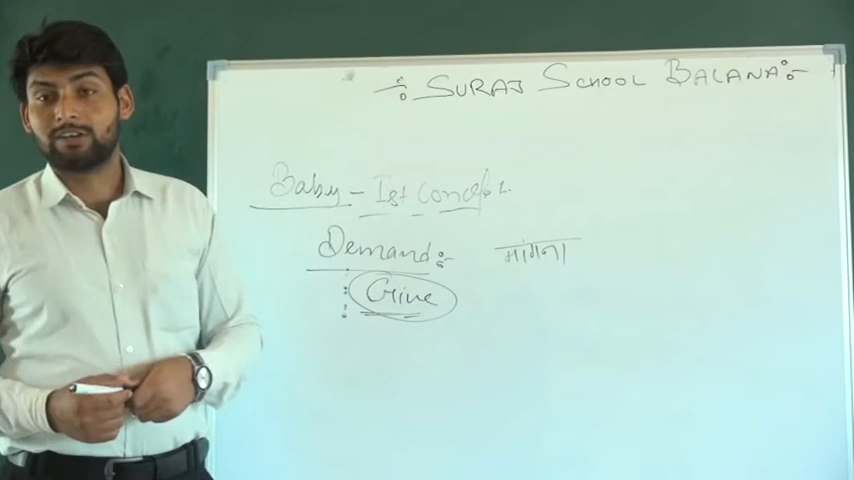 :- SURAJ SCHOOL BALANA:-
Baby - Ist concept.
Demand:- मांगना
: Give